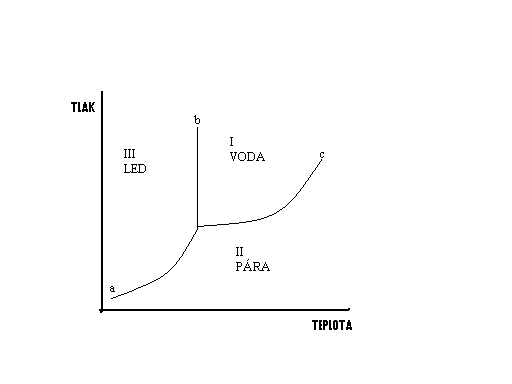 TLAK
b
I
VODA
c
III
LED
II
PÁRA
a
TEPLOTA